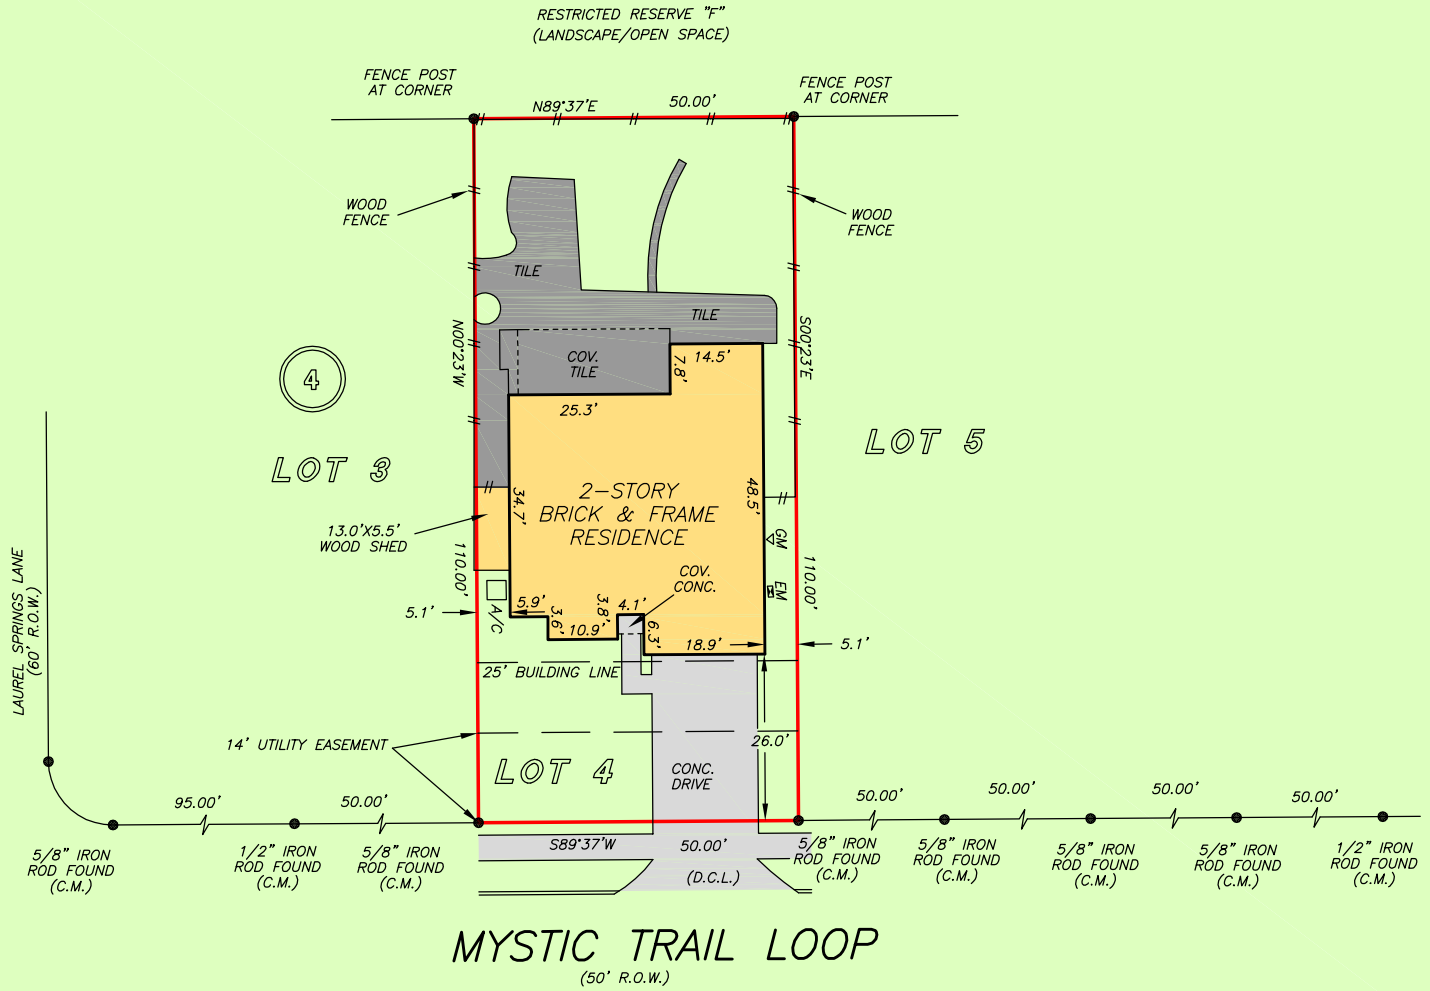 RESTRICTED RESERVE "F"
(LANDSCAPE/OPEN SPACE)
FENCE POST
AT CORNER
FENCE POST
AT CORNER
N89°37'E
50.00'
WOOD
FENCE
WOOD
FENCE
TILE
TILE
N00°23'W
S00°23'E
COV.
TILE
7.8'
14.5'
4
25.3'
LOT 3
LOT 5
34.7'
2-STORY
BRICK & FRAME
RESIDENCE
48.5'
13.0'X5.5'
WOOD SHED
GM
110.00'
110.00'
COV.
CONC.
EM
LAUREL SPRINGS LANE
(60' R.O.W.)
5.1'
A/C
5.9'
3.6'
10.9'
3.8'
4.1'
6.3'
18.9'
5.1'
25' BUILDING LINE
14' UTILITY EASEMENT
26.0'
LOT 4
CONC.
DRIVE
95.00'
50.00'
50.00'
50.00'
50.00'
50.00'
5/8" IRON
ROD FOUND
(C.M.)
1/2" IRON
ROD FOUND
(C.M.)
5/8" IRON
ROD FOUND
(C.M.)
S89°37'W
50.00'
5/8" IRON
ROD FOUND
(C.M.)
5/8" IRON
ROD FOUND
(C.M.)
5/8" IRON
ROD FOUND
(C.M.)
5/8" IRON
ROD FOUND
(C.M.)
1/2" IRON
ROD FOUND
(C.M.)
(D.C.L.)
MYSTIC TRAIL LOOP
(50' R.O.W.)